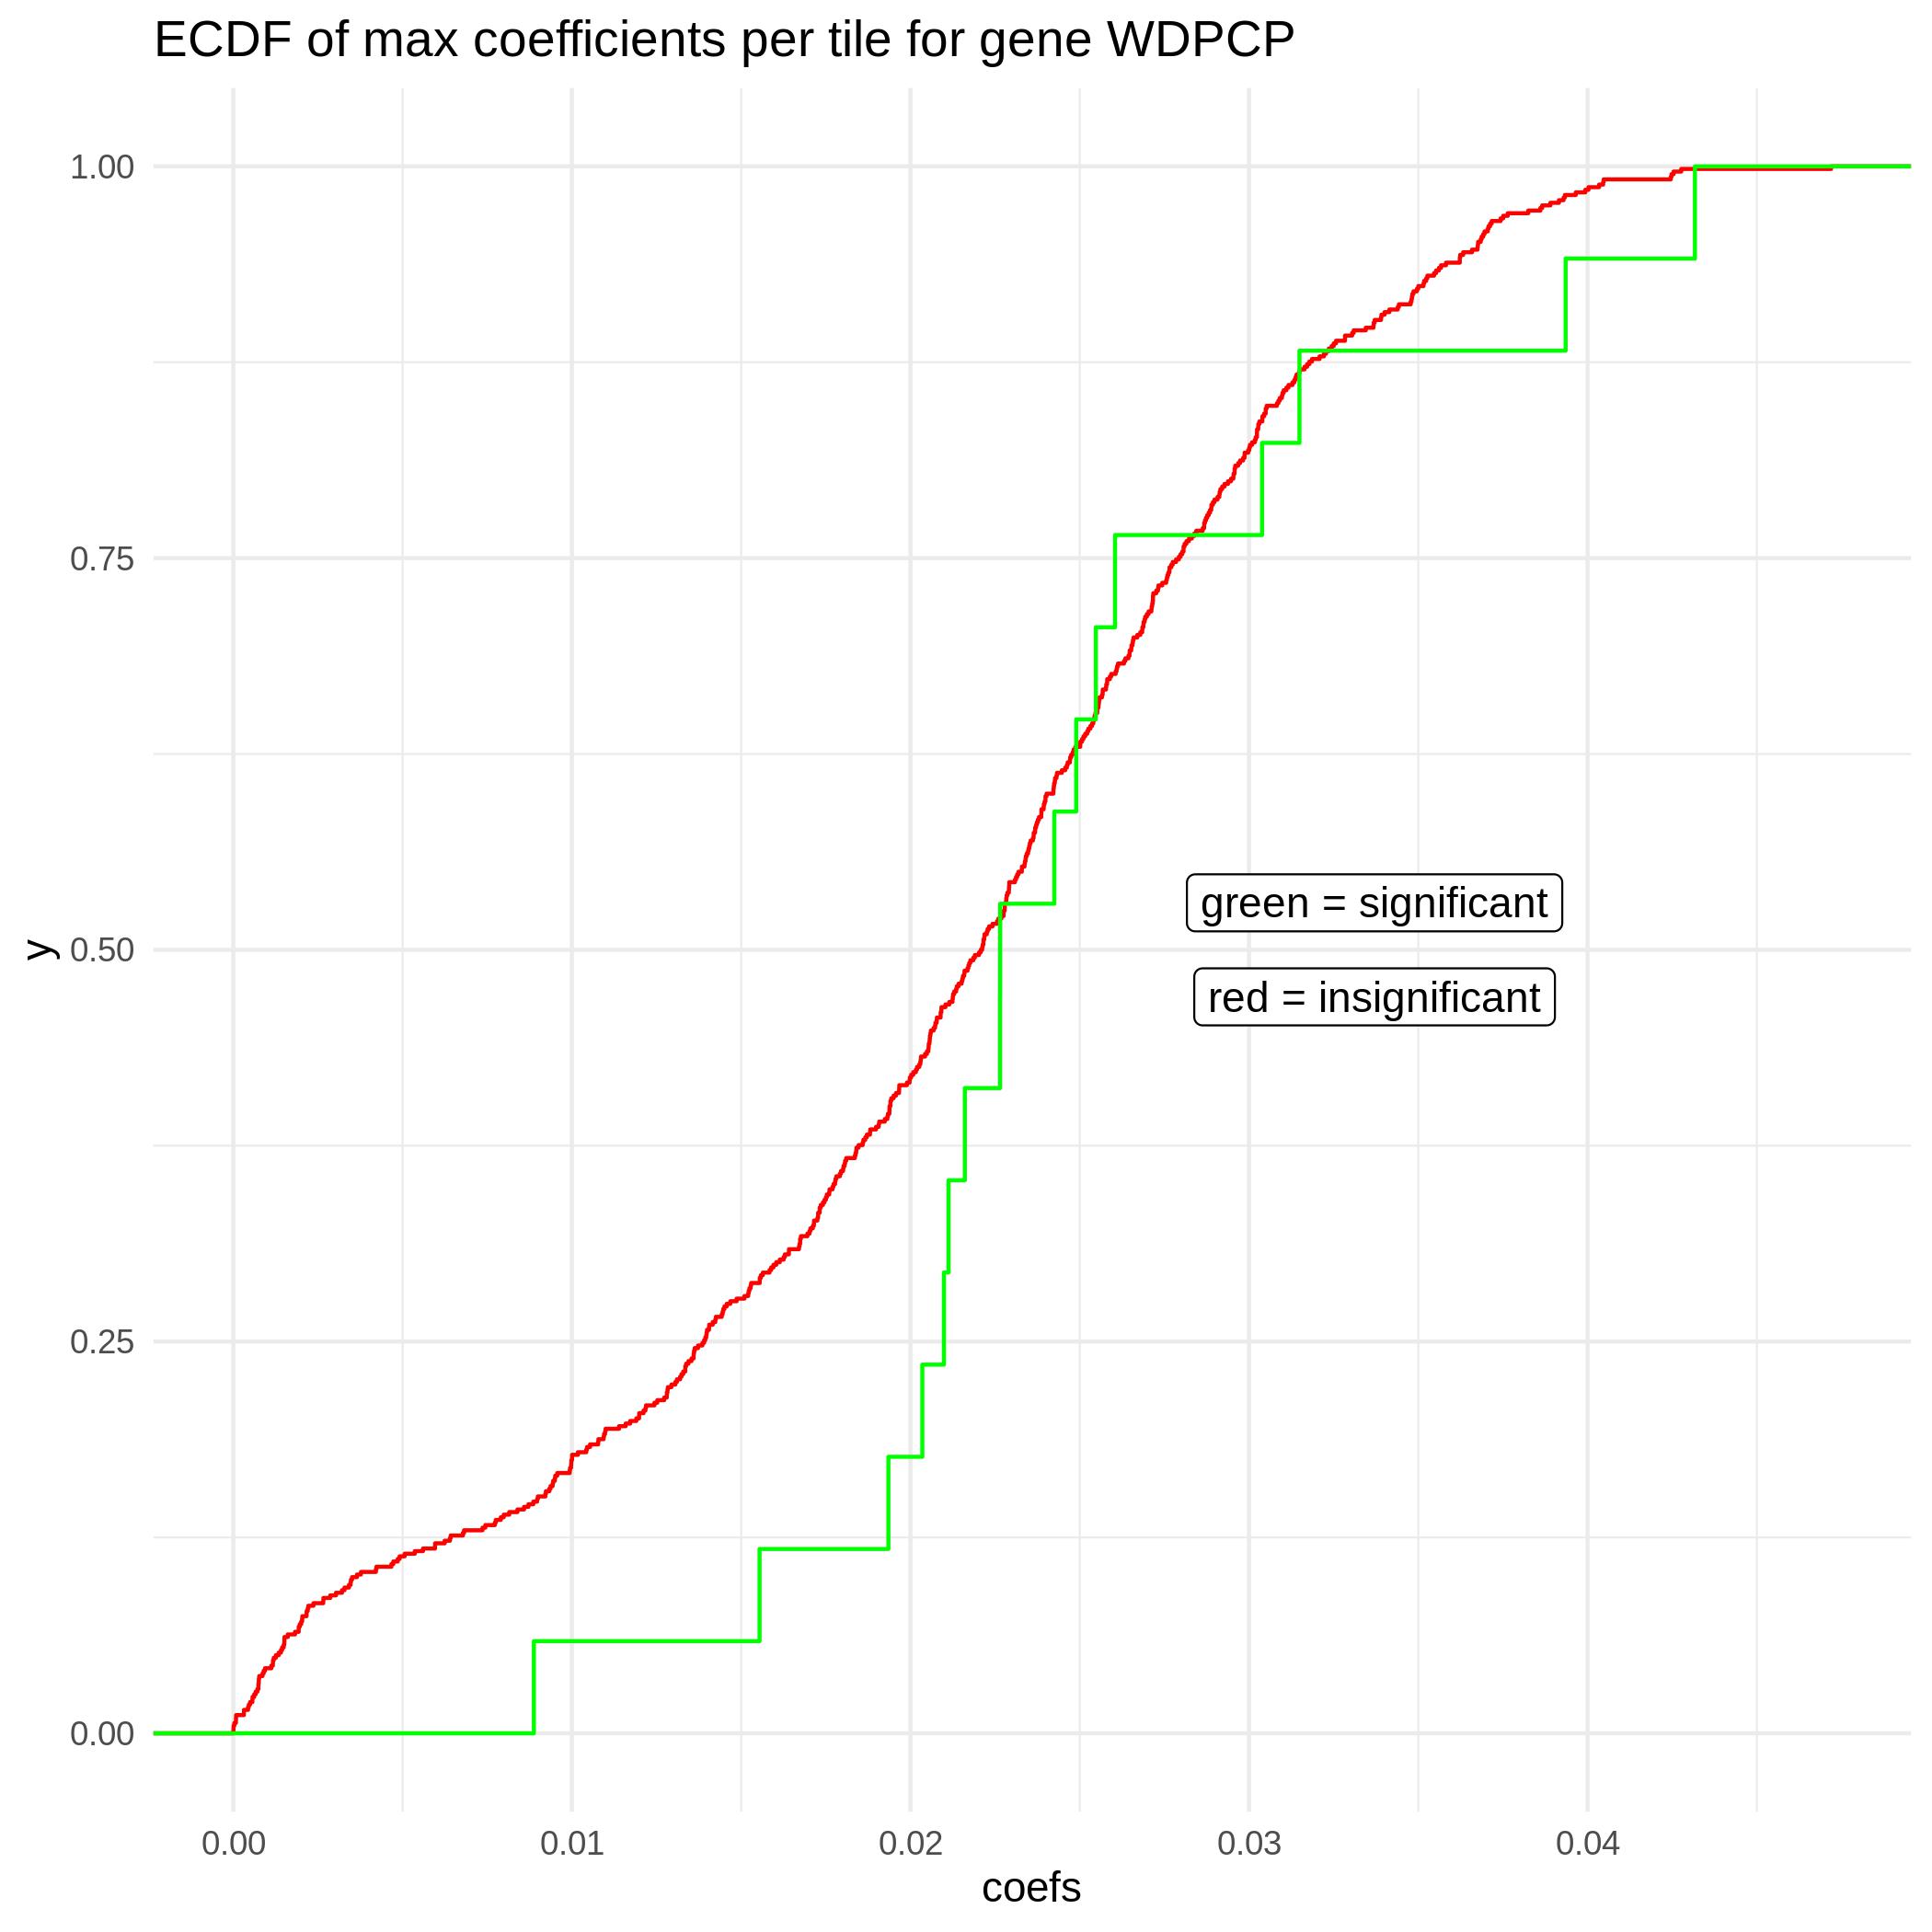 ECDF of max coefficients per tile for gene WDPCP
y
1.00
0.75
0.50
0.25
0.00
green = significant
red = insignificant
0.00 0.01 0.02 0.03 0.04
coefs